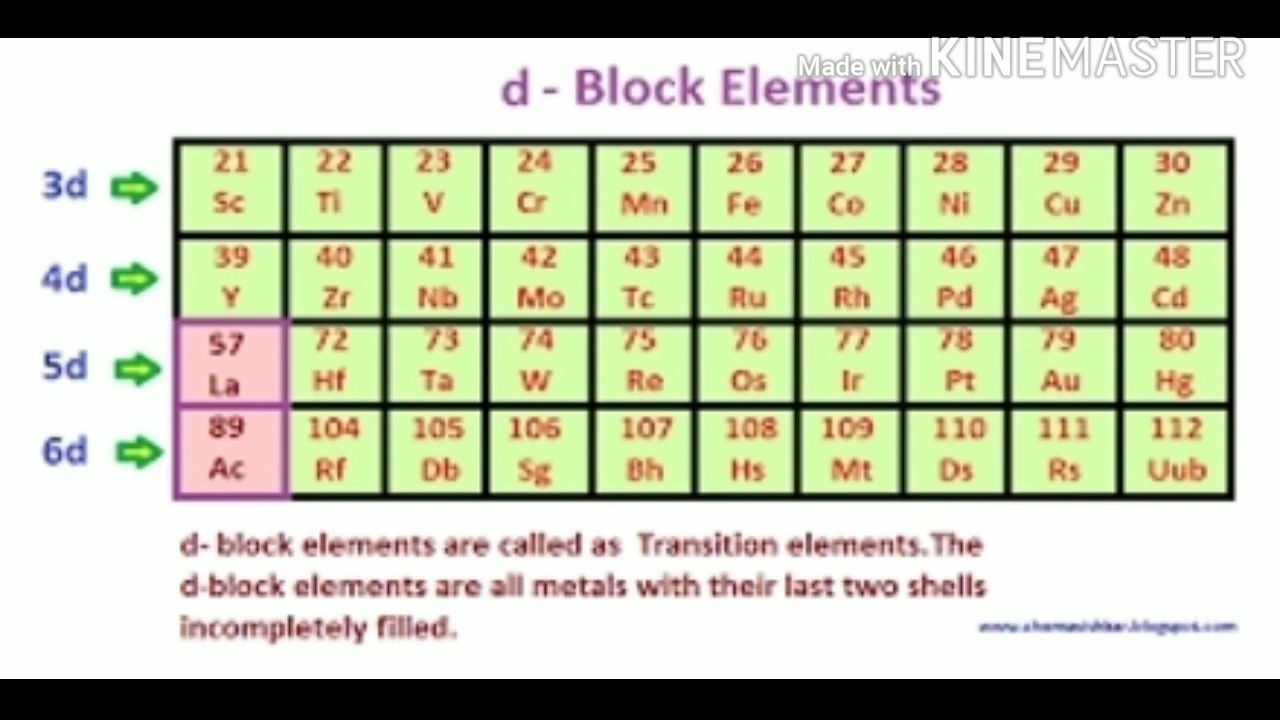 Made with KINEMASTER
d - Block Elements
3d
21 22 23 24 25 26 27 28 29 30
Sc Ti V Cr Mn Fe Co Ni Cu Zn
4d
39 40 41 42 43 44 45 46 47 48
Y Zr Nb Mo Tc Ru Rh Pd Ag Cd
5d
57 72 73 74 75 76 77 78 79 80
La Hf Ta W Re Os Ir Pt Au Hg
6d
89 104 105 106 107 108 109 110 111 112
Ac Rf Db Sg Bh Hs Mt Ds Rs Uub
d- block elements are called as Transition elements.The
d-block elements are all metals with their last two shells
incompletely filled.